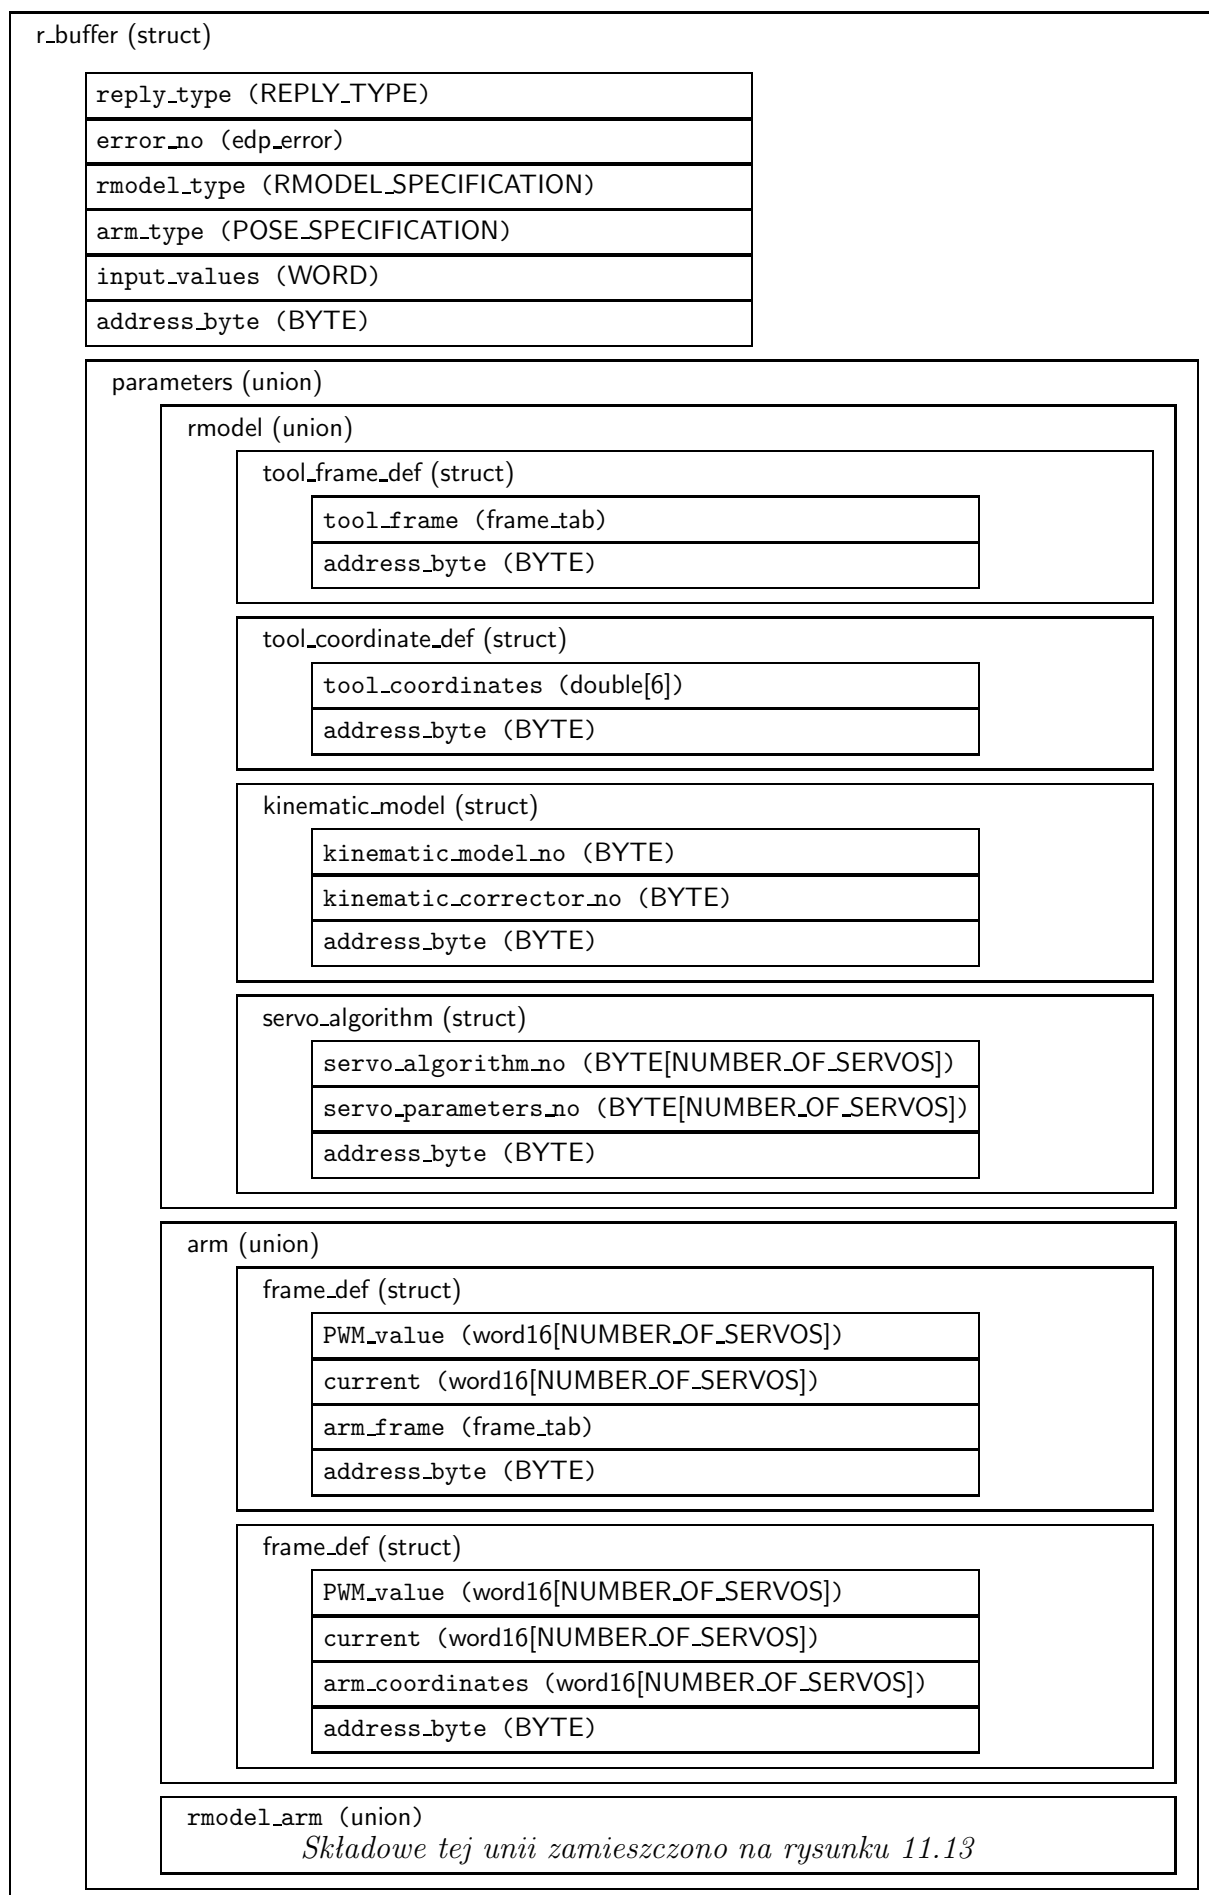 r_buffer (struct)
reply_type (REPLY_TYPE)
error_no (edp_error)
rmodel_type (RMODEL_SPECIFICATION)
arm_type (POSE_SPECIFICATION)
input_values (WORD)
address_byte (BYTE)
parameters (union)
rmodel (union)
tool_frame_def (struct)
tool_frame (frame_tab)
address_byte (BYTE)
tool_coordinate_def (struct)
tool_coordinates (double[6])
address_byte (BYTE)
kinematic_model (struct)
kinematic_model_no (BYTE)
kinematic_corrector_no (BYTE)
address_byte (BYTE)
servo_algorithm (struct)
servo_algorithm_no (BYTE[NUMBER_OF_SERVOS])
servo_parameters_no (BYTE[NUMBER_OF_SERVOS])
address_byte (BYTE)
arm (union)
frame_def (struct)
PWM_value (word16[NUMBER_OF_SERVOS])
current (word16[NUMBER_OF_SERVOS])
arm_frame (frame_tab)
address_byte (BYTE)
frame_def (struct)
PWM_value (word16[NUMBER_OF_SERVOS])
current (word16[NUMBER_OF_SERVOS])
arm_coordinates (word16[NUMBER_OF_SERVOS])
address_byte (BYTE)
rmodel_arm (union)
Składowe tej unii zamieszczono na rysunku 11.13